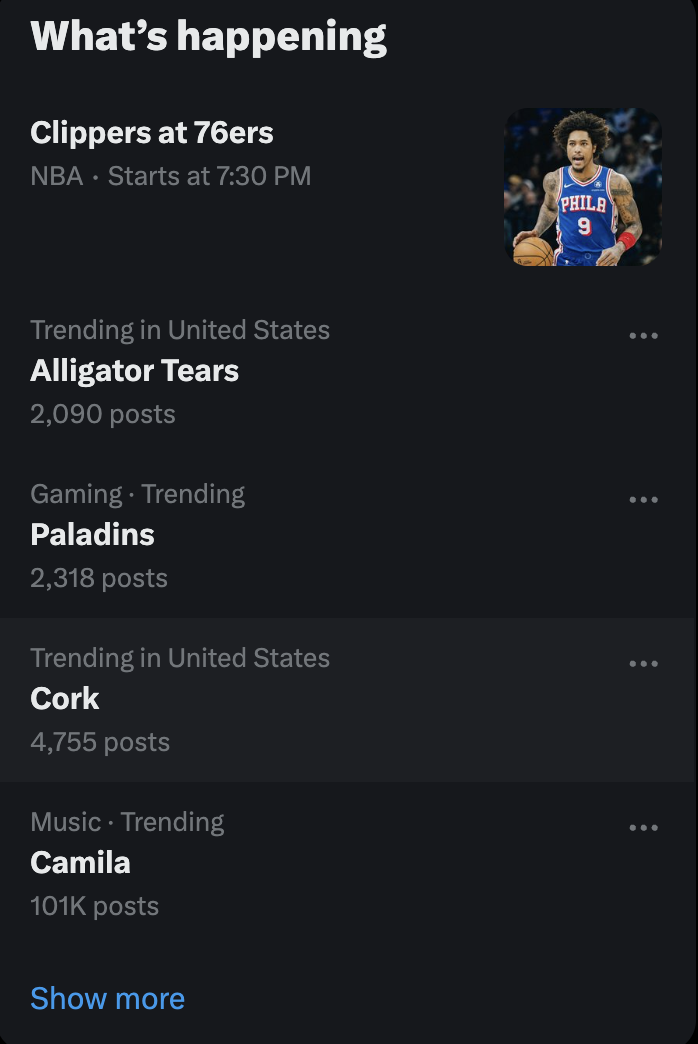 What’s happening
Clippers at 76ers
NBA · Starts at 7:30 PM
PHILA
9
Trending in United States
Alligator Tears
2,090 posts
Gaming · Trending
Paladins
2,318 posts
Trending in United States
Cork
4,755 posts
Music · Trending
Camila
101K posts
Show more